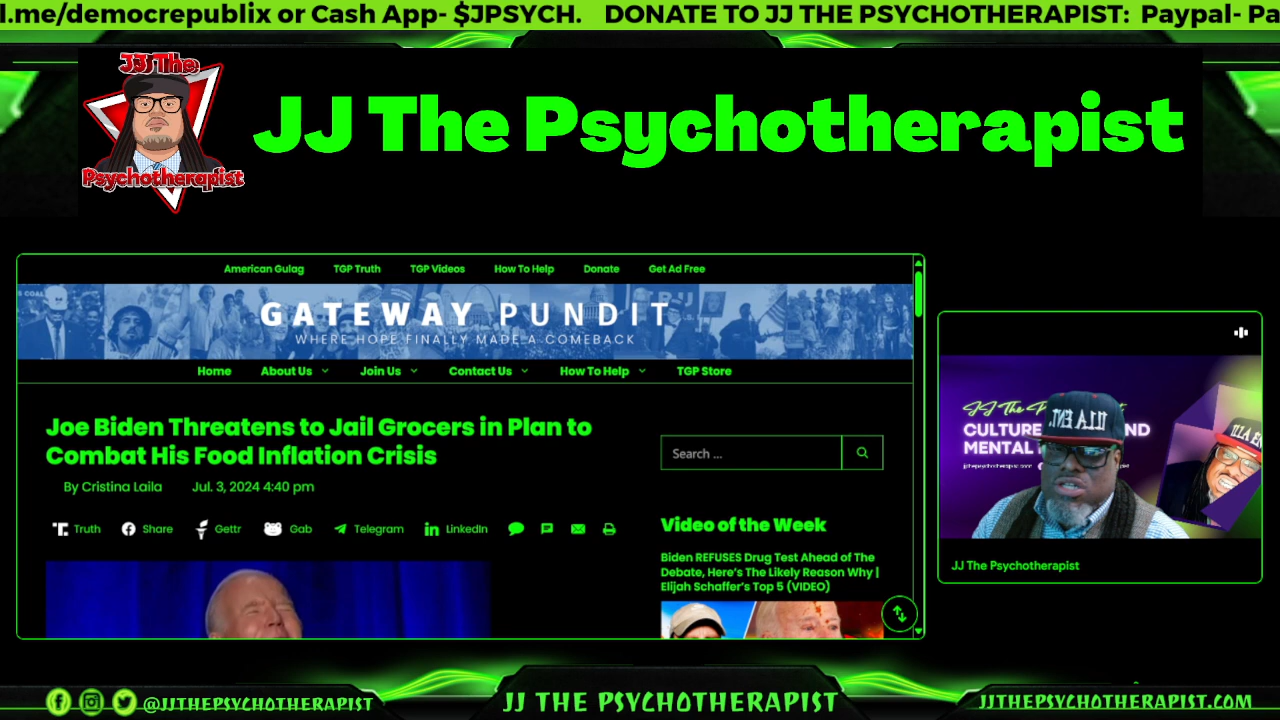 l.me/democrepublix or Cash App- $JPSYCH. DONATE TO JJ THE PSYCHOTHERAPIST: Paypal- Pa
JJ The
Psychotherapist
JJ The Psychotherapist
American Gulag TGP Truth TGP Videos How To Help Donate Get Ad Free
GATEWAY PUNDIT
WHERE HOPE FINALLY MADE A COMEBACK
Home About Us Join Us Contact Us How To Help TGP Store
Joe Biden Threatens to Jail Grocers in Plan to
Combat His Food Inflation Crisis
By Cristina Laila Jul. 3, 2024 4:40 pm
Truth Share Gettr Gab Telegram LinkedIn
Search ...
Video of the Week
Biden REFUSES Drug Test Ahead of The
Debate, Here's The Likely Reason Why |
Elijah Schaffer's Top 5 (VIDEO)
JJ The P
CULTURE ND
MENTAL
JJ The Psychotherapist
@JJTHEPSYCHOTHERAPIST
JJ THE PSYCHOTHERAPIST
JJTHEPSYCHOTHERAPIST.COM